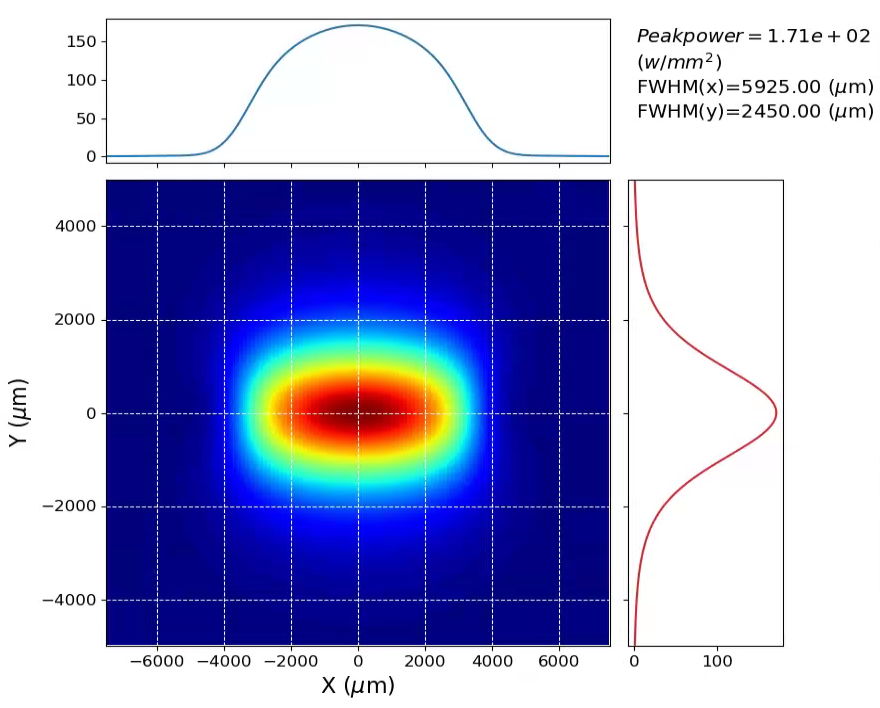 Peakpower = 1.71e + 02
(w/mm²)
FWHM(x)=5925.00 (μm)
FWHM(y)=2450.00 (μm)
150
100
50
0
4000
2000
0
−2000
−4000
Y (μm)
−6000 −4000 −2000 0 2000 4000 6000
X (μm)
0 100